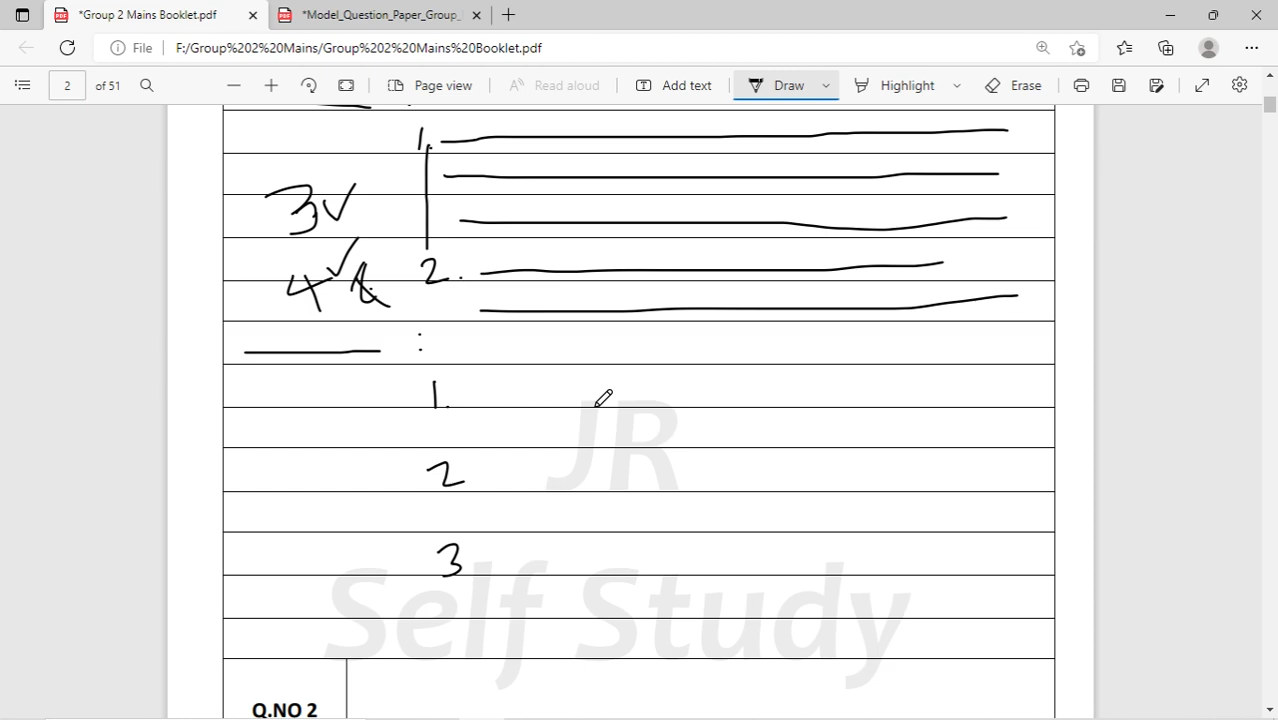 *Group 2 Mains Booklet.pdf
*Model_Question_Paper_Group_
File F:/Group%202%20Mains/Group%202%20Mains%20Booklet.pdf
2 of 51 Page view Read aloud Add text Draw Highlight Erase
1.
3
4 2.
:
1.
JR
2
3
Self Study
Q.NO 2